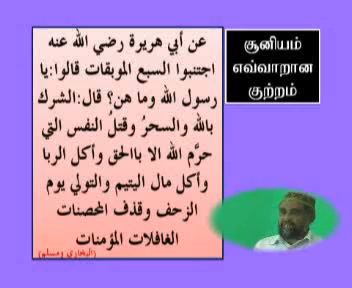 عن أبي هريرة رضي الله عنه
اجتنبوا السبع الموبقات قالوا:يا
رسول الله وما هن؟ قال:الشرك
بالله والسحرُ وقتلُ النفس التي
حرَّم الله الا باالحق وأكل الربا
وأكل مال اليتيم والتولي يوم
الزحف وقذف المحصنات
الغافلات المؤمنات
(البخاري ومسلم)
சூனியம்
எவ்வாறான
குற்றம்